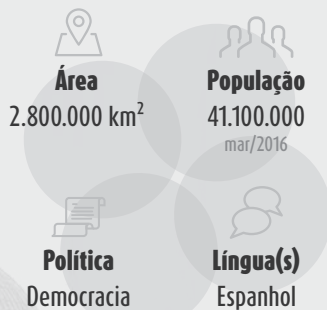 Área
2.800.000 km²
População
41.100.000
mar/2016
Política
Democracia
Língua(s)
Espanhol